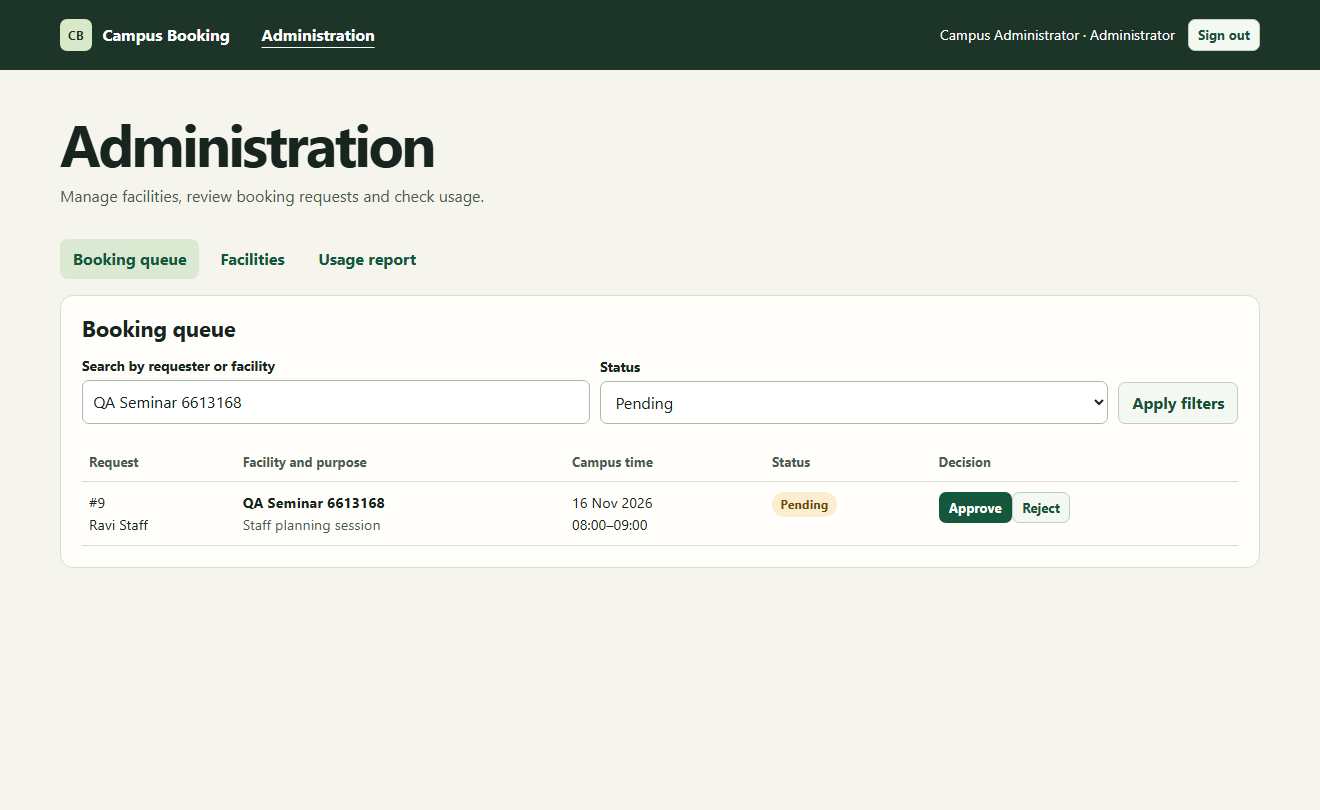 CB Campus Booking Administration Campus Administrator · Administrator Sign out
Administration
Manage facilities, review booking requests and check usage.
Booking queue Facilities Usage report
Booking queue
Search by requester or facility Status
QA Seminar 6613168 Pending Apply filters
Request Facility and purpose Campus time Status Decision
#9 QA Seminar 6613168 16 Nov 2026 Pending Approve Reject
Ravi Staff Staff planning session 08:00–09:00